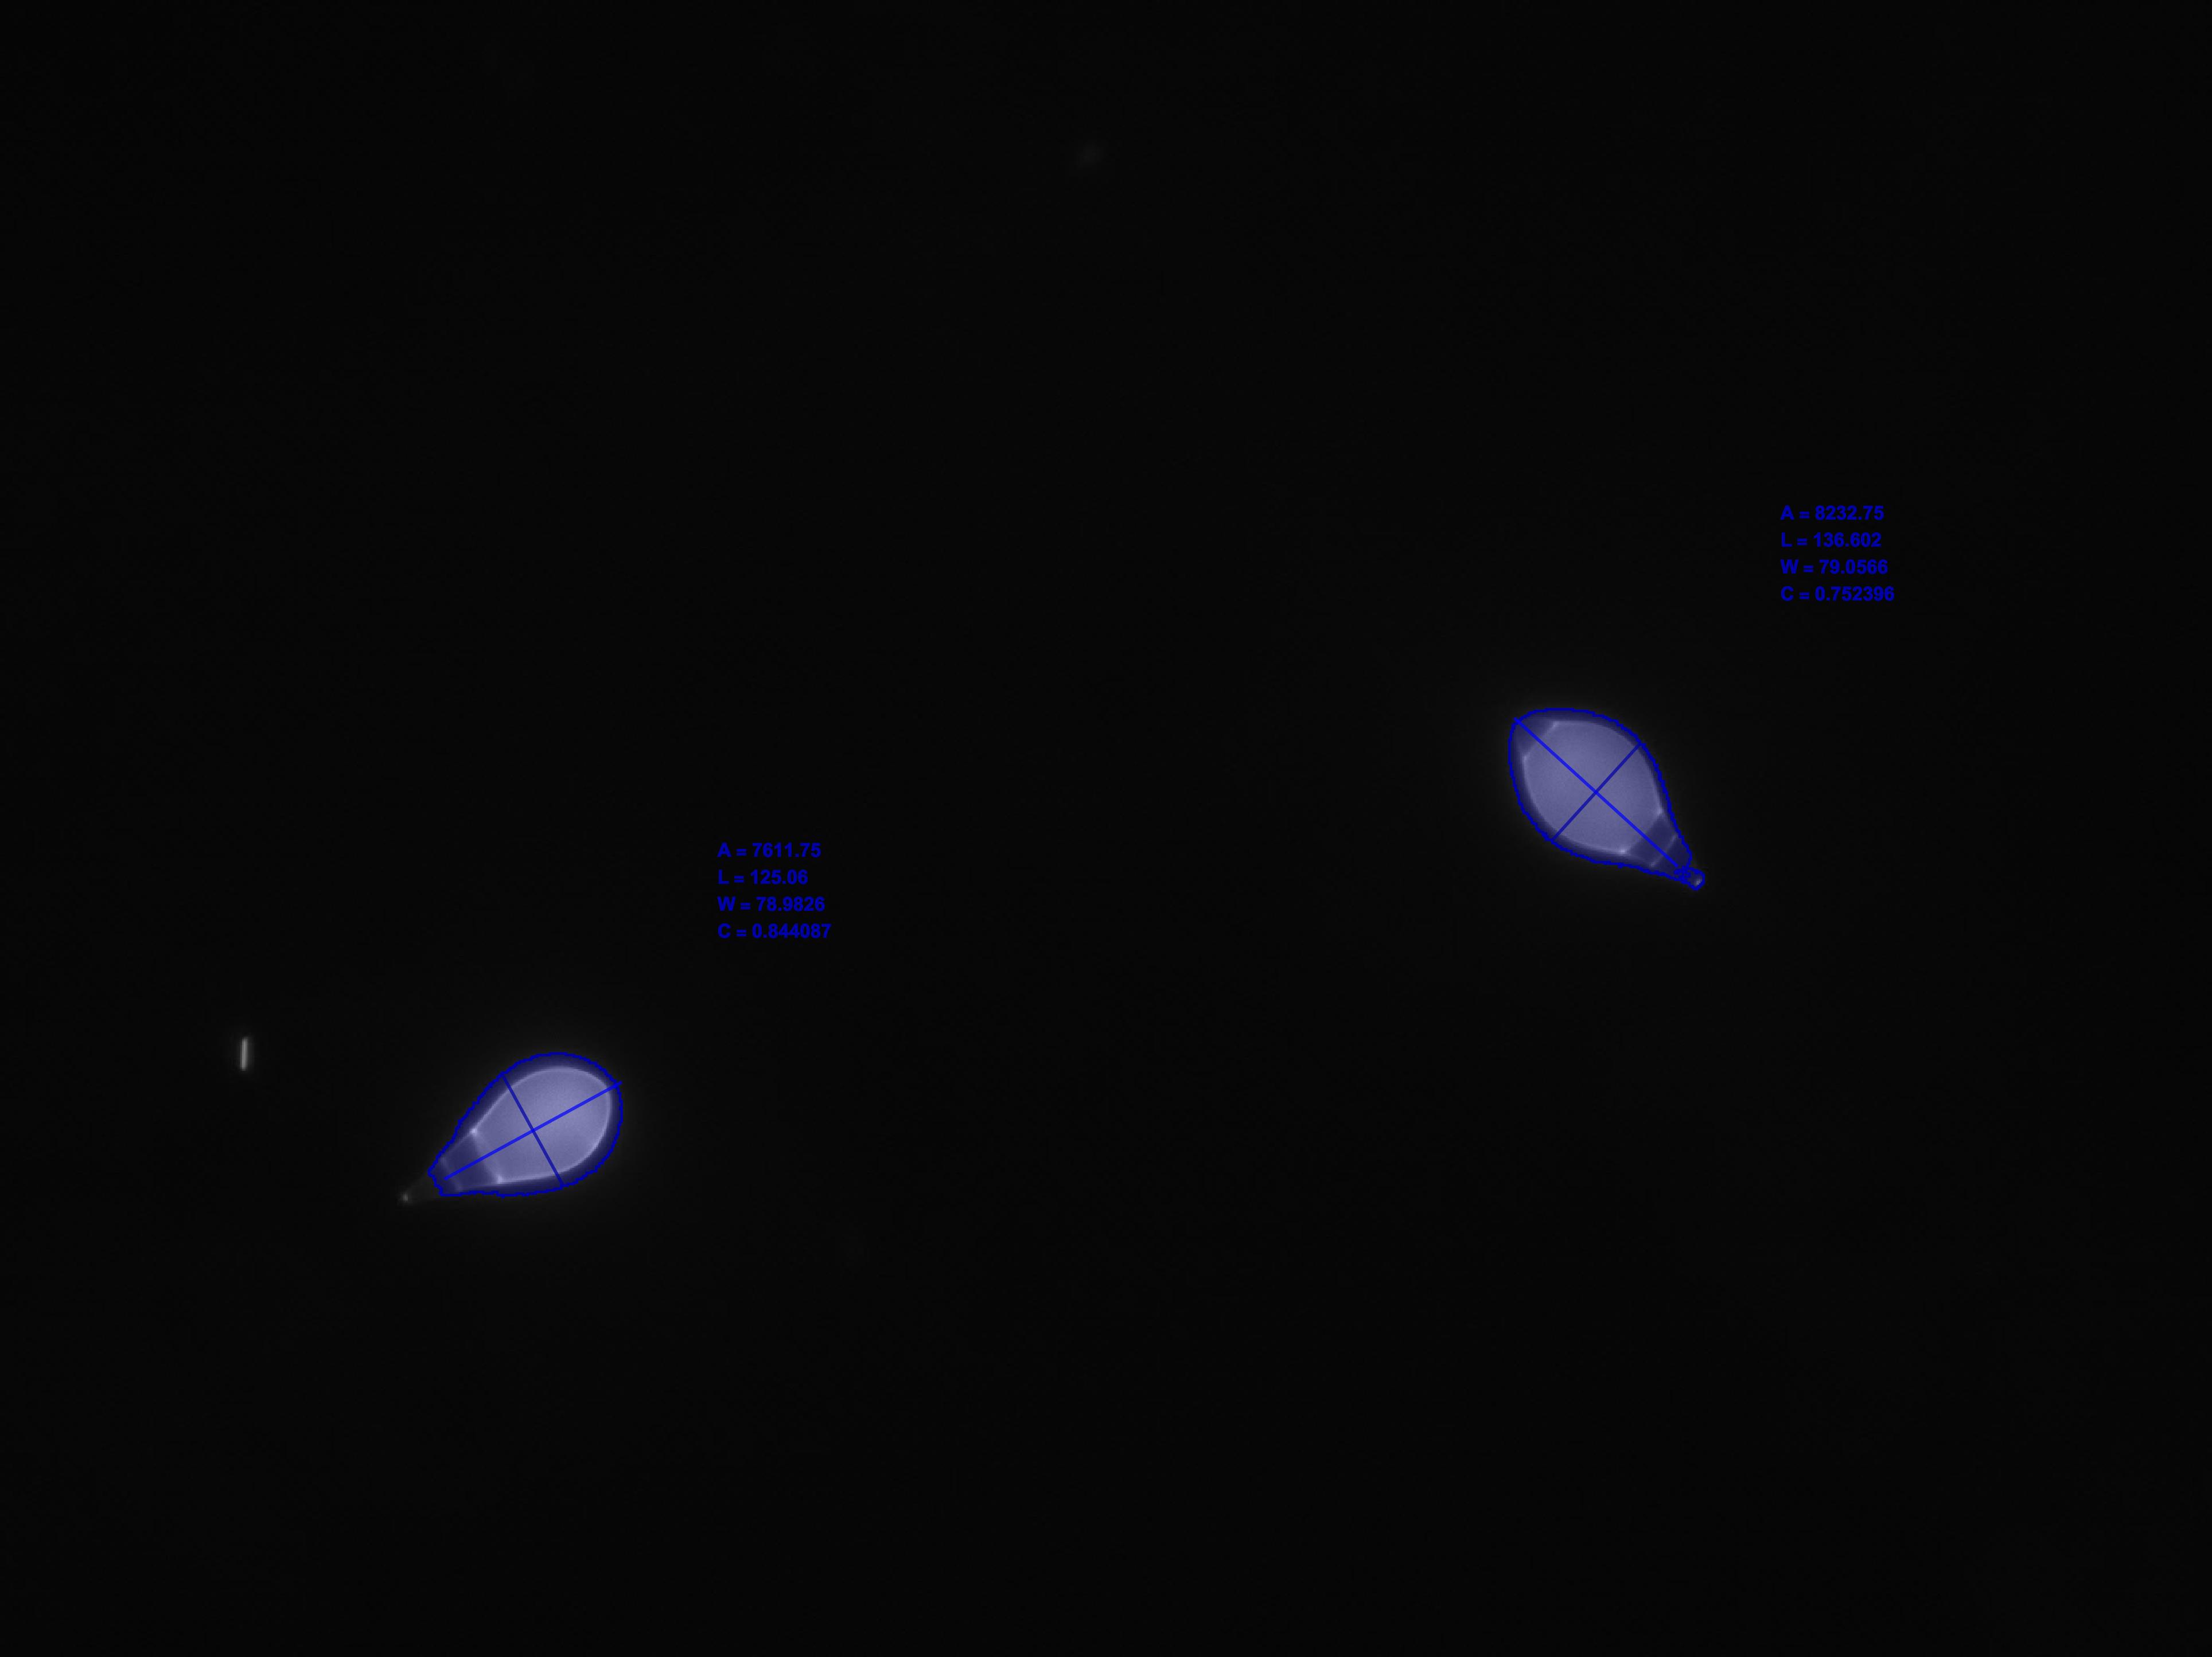 A = 8232.75
L = 136.602
W = 79.0566
C = 0.752396
A = 7611.75
L = 125.06
W = 78.9826
C = 0.844087